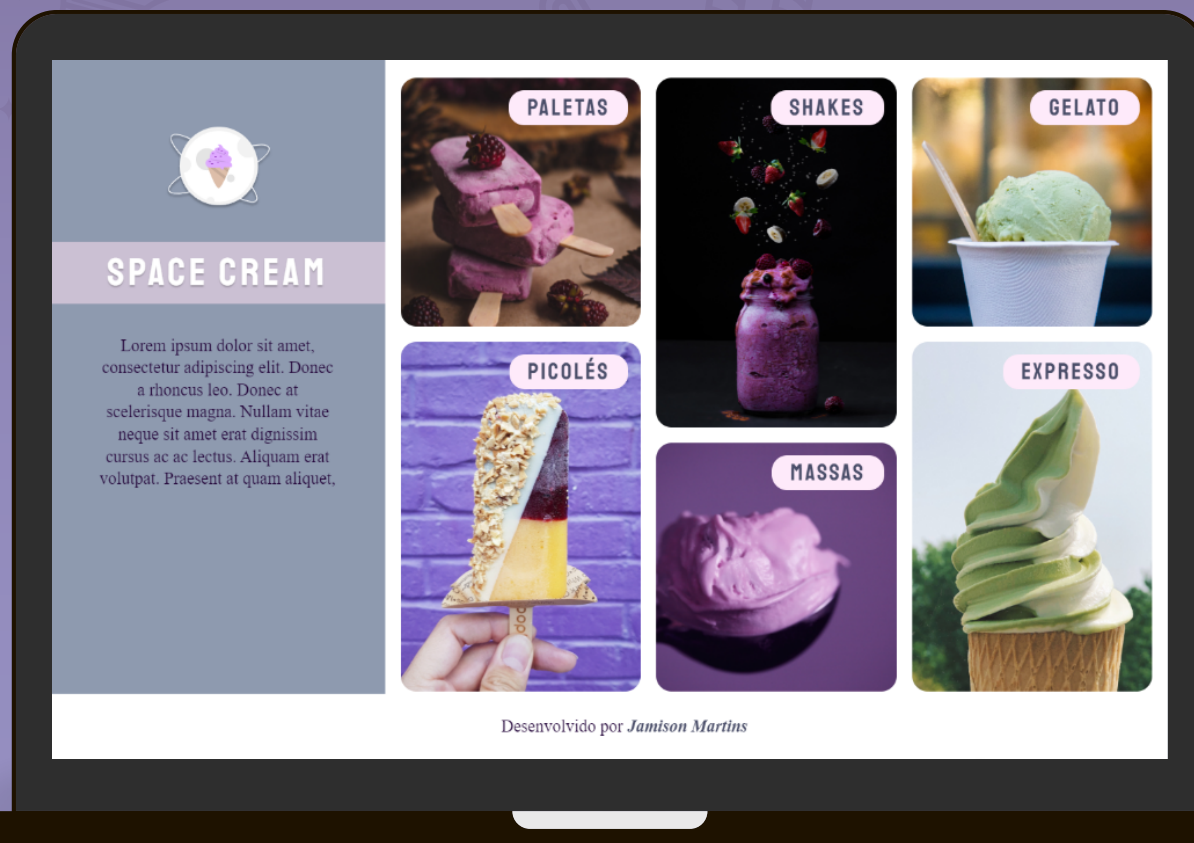 SPACE CREAM
Lorem ipsum dolor sit amet,
consectetur adipiscing elit. Donec
a rhoncus leo. Donec at
scelerisque magna. Nullam vitae
neque sit amet erat dignissim
cursus ac ac lectus. Aliquam erat
volutpat. Praesent at quam aliquet,
PALETAS
SHAKES
GELATO
PICOLÉS
MASSAS
EXPRESSO
Desenvolvido por Jamison Martins